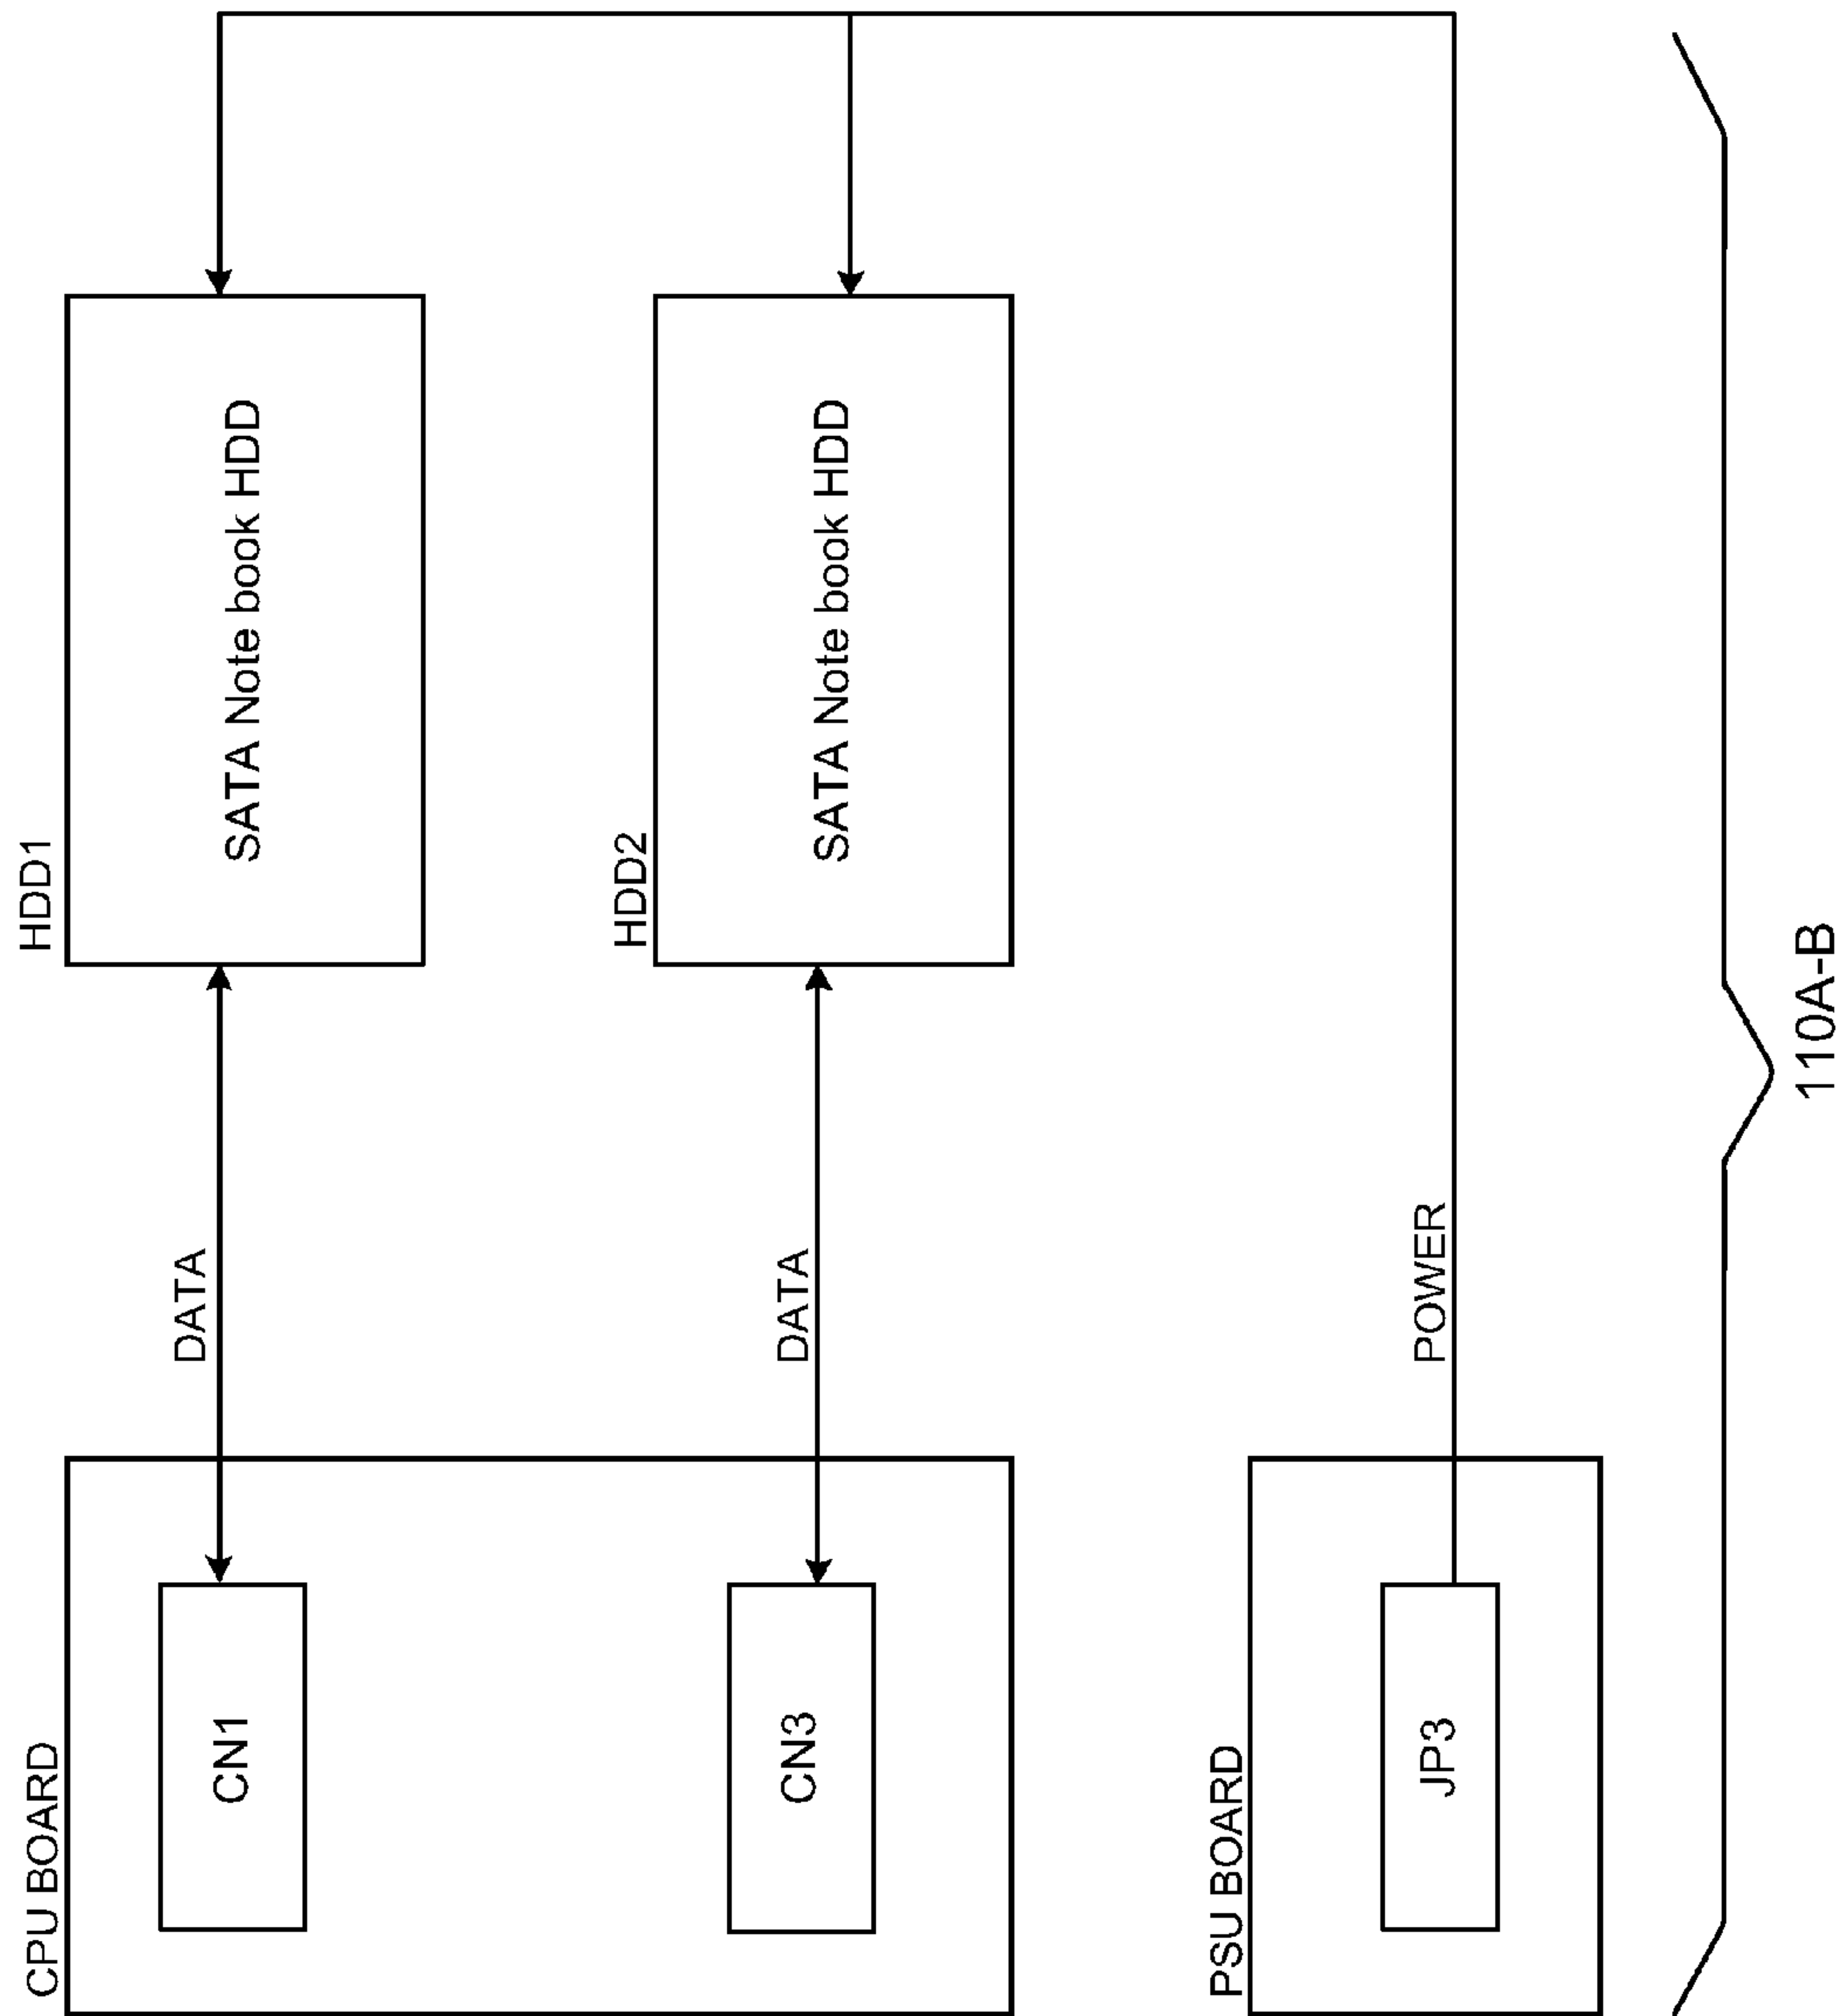 CPU BOARD
CN1
DATA
HDD1
SATA Note book HDD
CN3
DATA
HDD2
SATA Note book HDD
PSU BOARD
JP3
POWER
110A-B